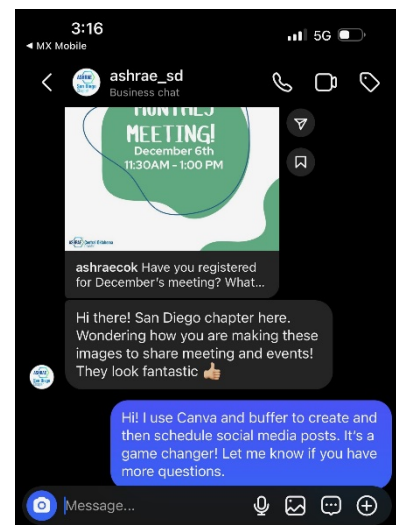 3:16
5G
◄ MX Mobile
ashrae_sd
Business chat
MONTHLY
MEETING!
December 6th
11:30AM - 1:00 PM
ashraecok Have you registered
for December's meeting? What...
Hi there! San Diego chapter here.
Wondering how you are making these
images to share meeting and events!
They look fantastic 👍🏼
Hi! I use Canva and buffer to create and
then schedule social media posts. It's a
game changer! Let me know if you have
more questions.
Message...